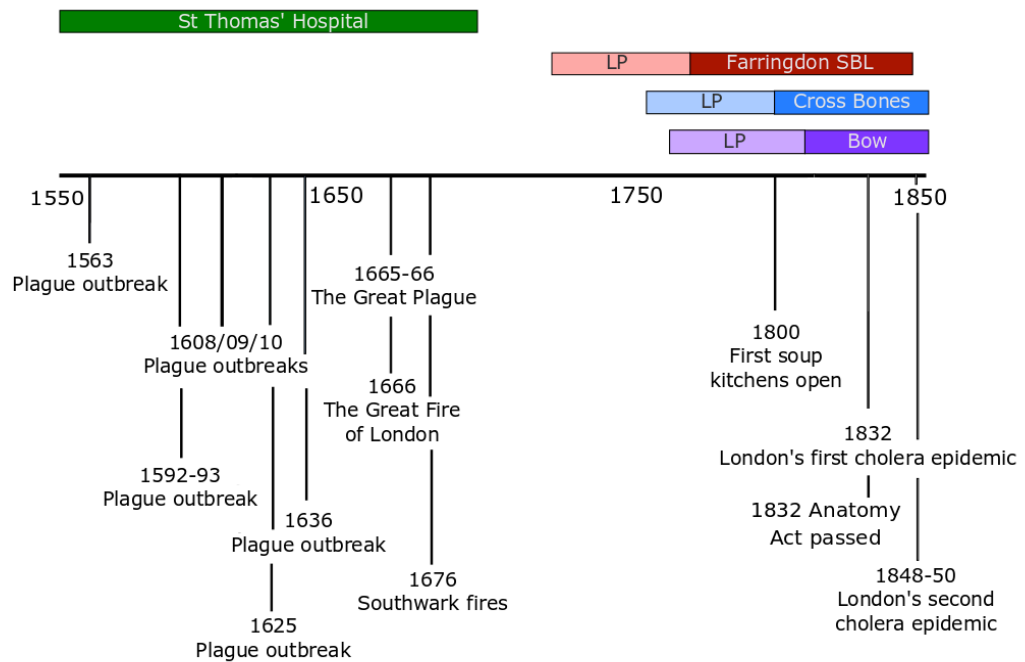 St Thomas' Hospital
LP
Farringdon SBL
LP
Cross Bones
LP
Bow
1550
1650
1750
1850
1563
Plague outbreak
1608/09/10
Plague outbreaks
1592-93
Plague outbreak
1636
Plague outbreak
1625
Plague outbreak
1665-66
The Great Plague
1666
The Great Fire
of London
1676
Southwark fires
1800
First soup
kitchens open
1832
London's first cholera epidemic
1832 Anatomy
Act passed
1848-50
London's second
cholera epidemic